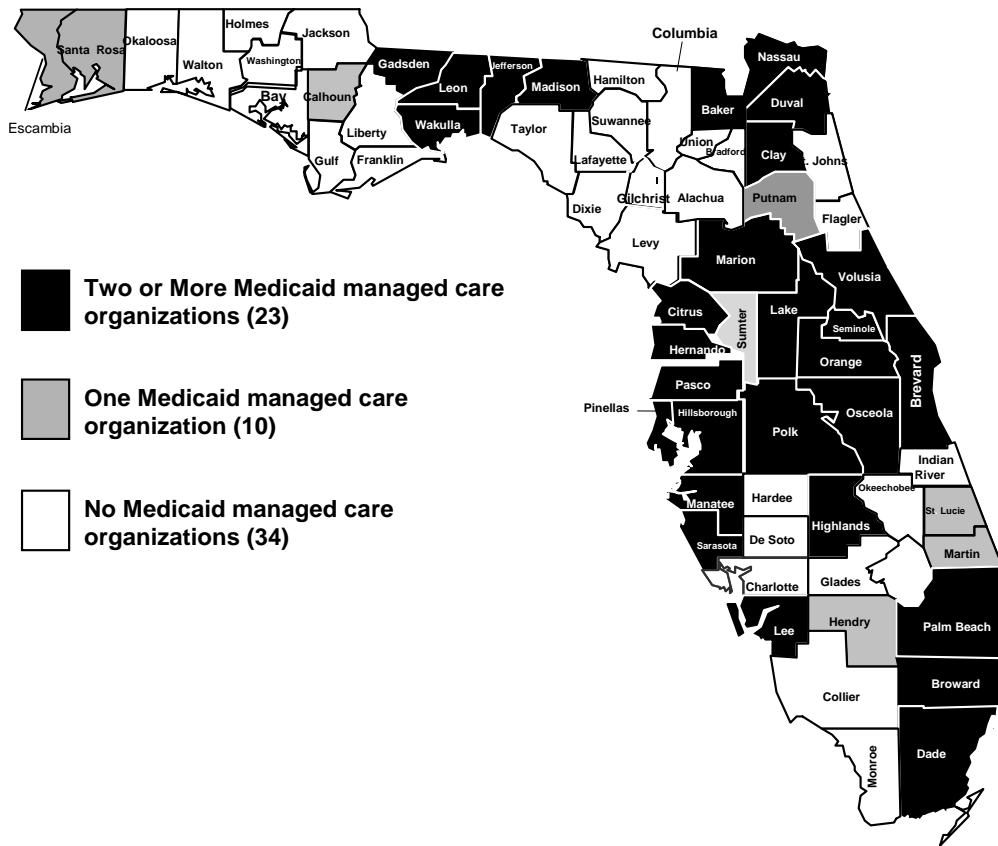 Holmes
Jackson
Okaloosa
Santa Rosa
Walton
Washington
Columbia
Nassau
Gadsden
Jefferson
Leon
Madison
Hamilton
Calhoun
Bay
Baker
Duval
Escambia
Wakulla
Taylor
Suwannee
Liberty
Union
Bradford
Clay
St. Johns
Gulf
Franklin
Lafayette
Gilchrist
Alachua
Putnam
Dixie
Flagler
Levy
Marion
Volusia
Two or More Medicaid managed care
organizations (23)
Citrus
Lake
Sumter
Seminole
Hernando
Orange
Brevard
Pasco
One Medicaid managed care
organization (10)
Pinellas
Hillsborough
Osceola
Polk
Indian
River
Okeechobee
No Medicaid managed care
organizations (34)
Manatee
Hardee
Highlands
St Lucie
Sarasota
De Soto
Martin
Charlotte
Glades
Hendry
Lee
Palm Beach
Collier
Broward
Monroe
Dade